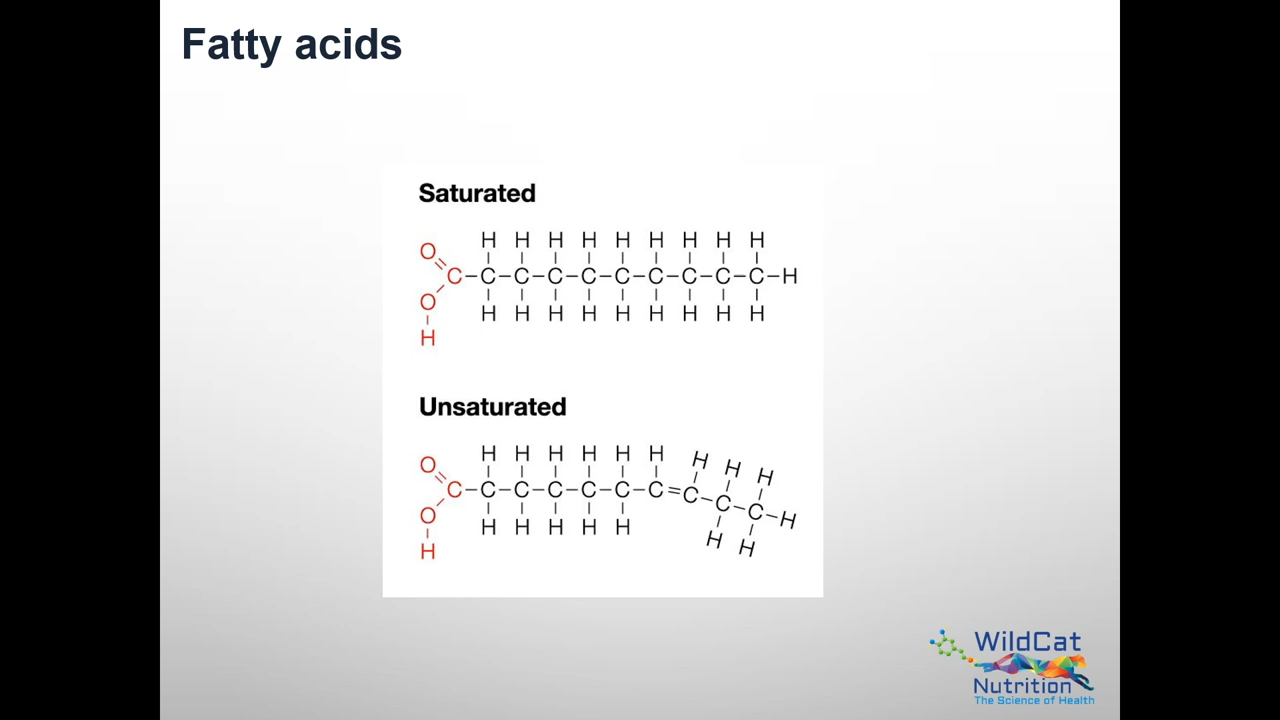 Fatty acids
Saturated
H H H H H H H H H
O
C-C-C-C-C-C-C-C-C-C-H
O
H H H H H H H H H
H
Unsaturated
H H H H H H H H H
O
C-C-C-C-C-C-C=C-C-C-H
O
H H H H H H H
H
WildCat
Nutrition
The Science of Health